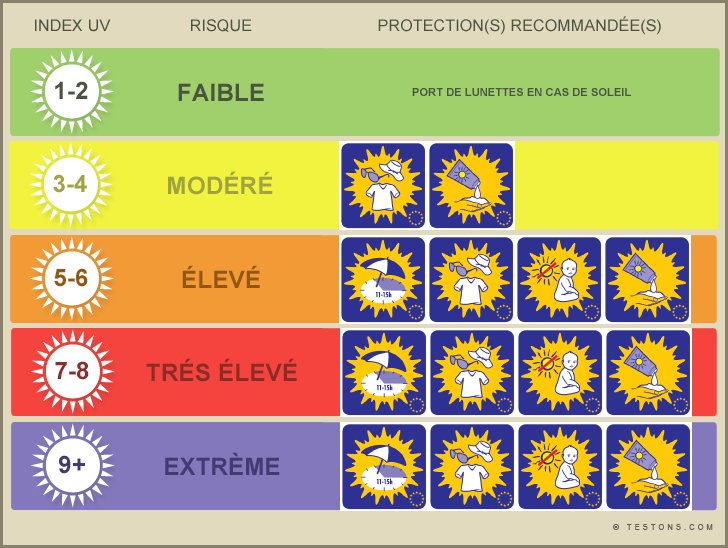 INDEX UV RISQUE PROTECTION(S) RECOMMANDÉE(S)
1-2 FAIBLE PORT DE LUNETTES EN CAS DE SOLEIL
3-4 MODÉRÉ
5-6 ÉLEVÉ 11-15h
7-8 TRÉS ÉLEVÉ 11-15h
9+ EXTRÈME 11-15h
© TESTONS.COM